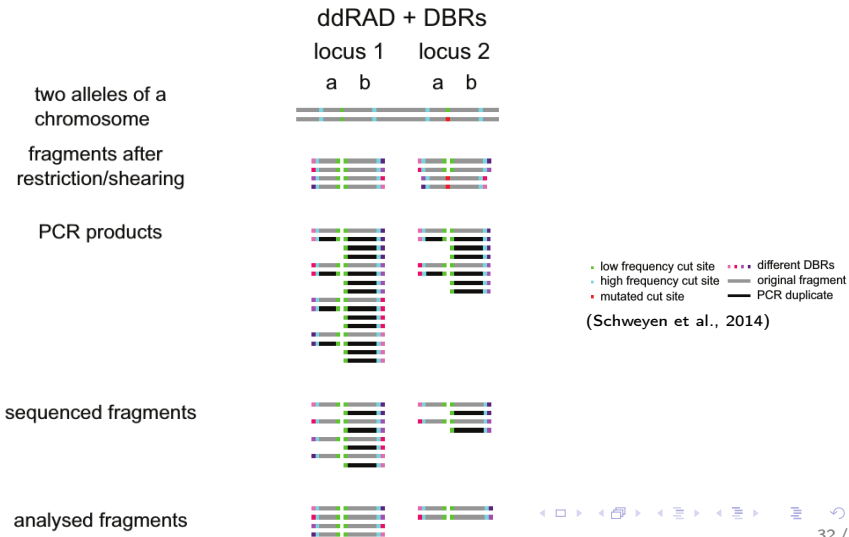 ddRAD + DBRs
locus 1 locus 2
a b a b
two alleles of a
chromosome
fragments after
restriction/shearing
PCR products
low frequency cut site different DBRs
high frequency cut site original fragment
mutated cut site PCR duplicate
(Schweyen et al., 2014)
sequenced fragments
analysed fragments
32 /